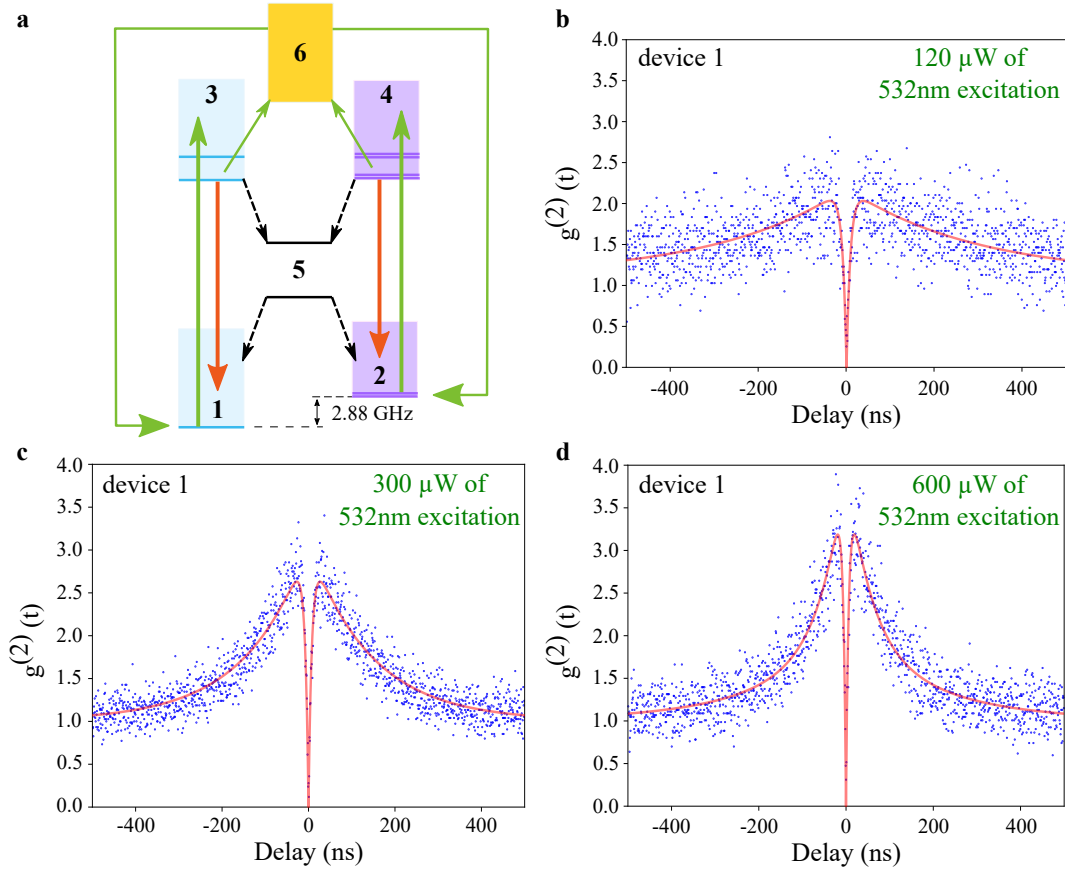 a
6
3
4
5
2
1
2.88 GHz
b
4.0
3.5
3.0
2.5
2.0
1.5
1.0
0.5
0.0
g(2) (t)
device 1
120 µW of
532nm excitation
-400
-200
0
200
400
Delay (ns)
c
4.0
3.5
3.0
2.5
2.0
1.5
1.0
0.5
0.0
g(2) (t)
device 1
300 µW of
532nm excitation
-400
-200
0
200
400
Delay (ns)
d
4.0
3.5
3.0
2.5
2.0
1.5
1.0
0.5
0.0
g(2) (t)
device 1
600 µW of
532nm excitation
-400
-200
0
200
400
Delay (ns)